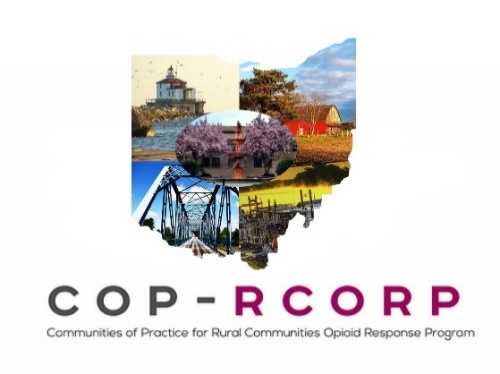 COP-RCORP
Communities of Practice for Rural Communities Opioid Response Program